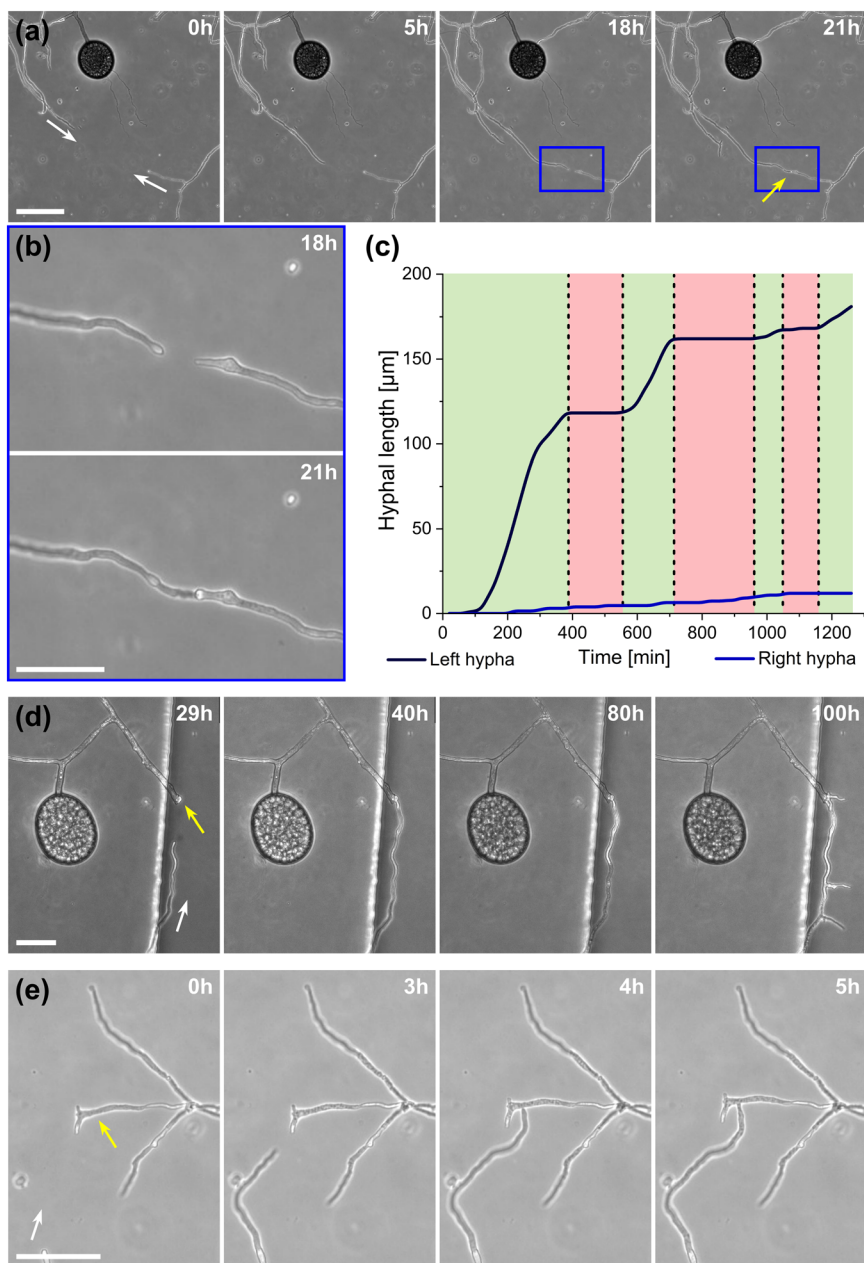 (a) 0h 5h 18h 21h
(b) 18h
21h
(c)
200
150
100
50
0
Hyphal length [µm]
0 200 400 600 800 1000 1200
Left hypha Time [min] Right hypha
(d) 29h 40h 80h 100h
(e) 0h 3h 4h 5h